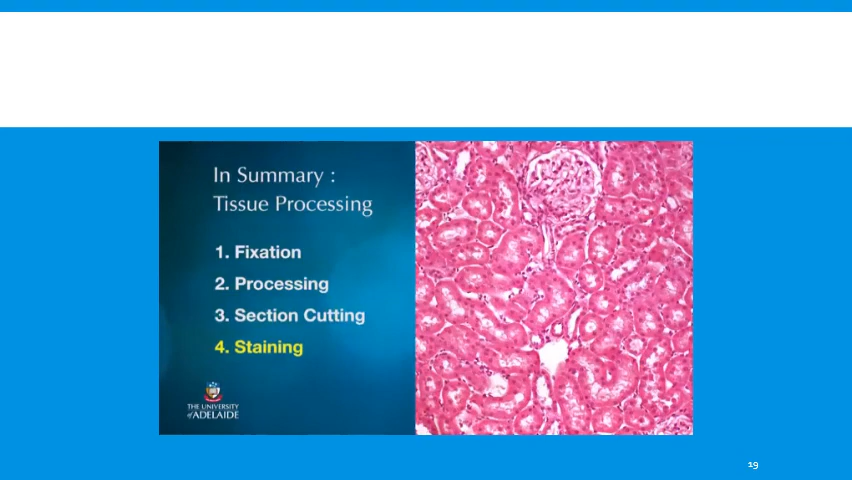 In Summary :
Tissue Processing
1. Fixation
2. Processing
3. Section Cutting
4. Staining
THE UNIVERSITY
of ADELAIDE
19